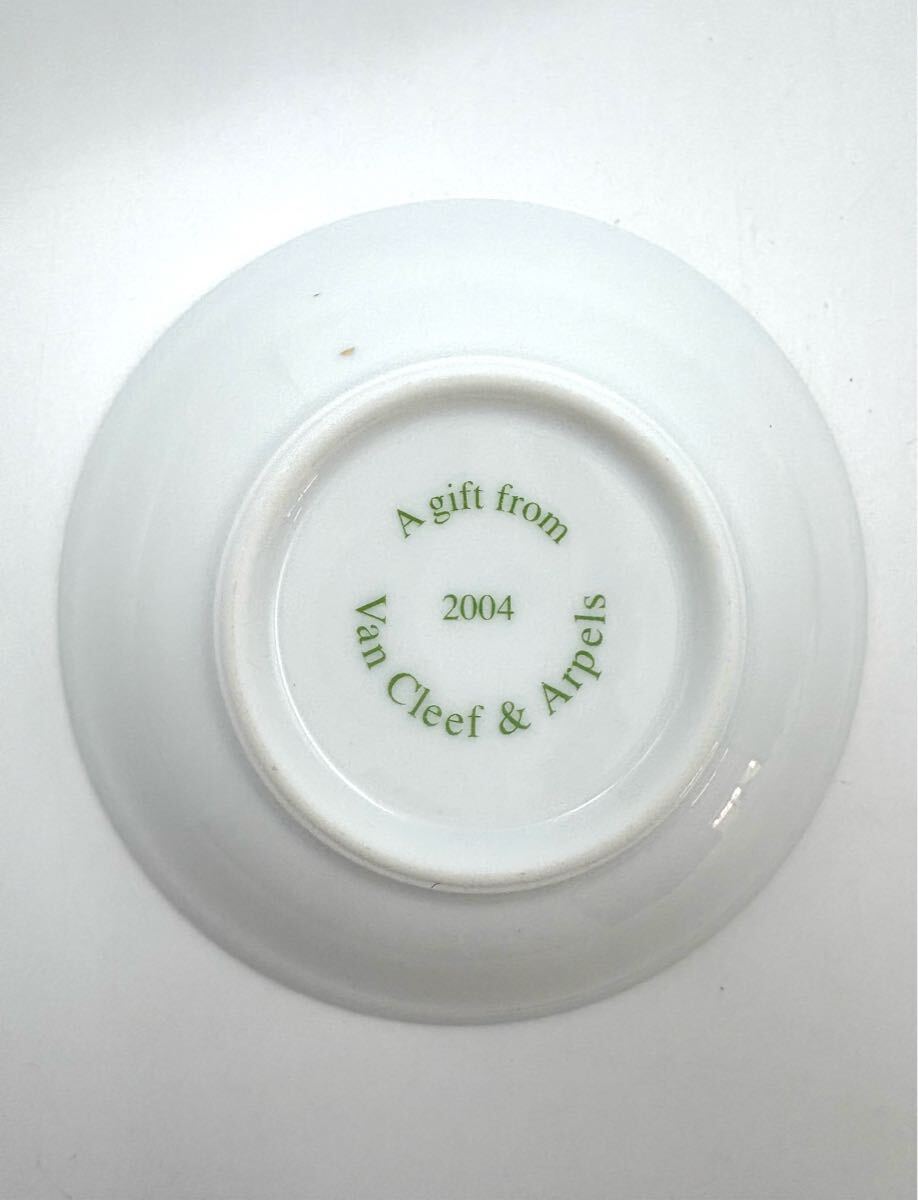 A gift from
2004
Van Cleef & Arpels